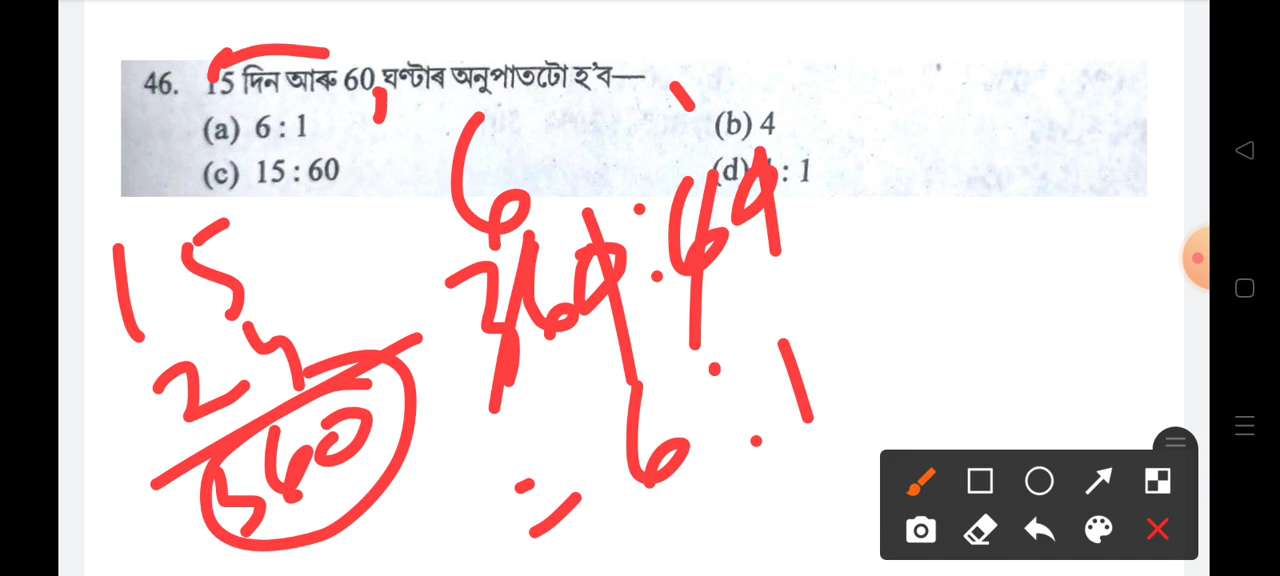 46. 15 দিন আৰু 60 ঘণ্টাৰ অনুপাতটো হ'ব—
(a) 6 : 1
(b) 4
(c) 15 : 60
(d) : 1
15
24
360
6
360 : 60
= 6 : 1